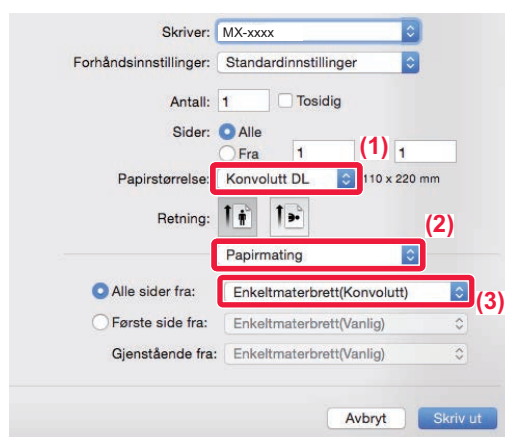 Skriver: MX-xxxx
Forhåndsinnstillinger: Standardinnstillinger
Antall: 1 Tosidig
Sider: Alle
Fra 1 1
(1)
Papirstørrelse: Konvolutt DL 110 x 220 mm
Retning:
(2)
Papirmating
Alle sider fra: Enkeltmaterbrett(Konvolutt)
(3)
Første side fra: Enkeltmaterbrett(Vanlig)
Gjenstående fra: Enkeltmaterbrett(Vanlig)
Avbryt Skriv ut